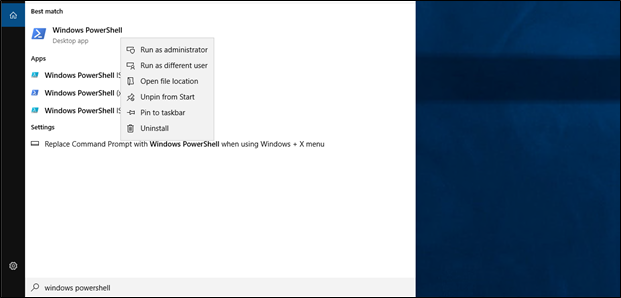 Best match
Windows PowerShell
Desktop app
Run as administrator
Run as different user
Open file location
Unpin from Start
Pin to taskbar
Uninstall
Apps
Windows PowerShell IS
Windows PowerShell (x
Windows PowerShell IS
Settings
Replace Command Prompt with Windows PowerShell when using Windows + X menu
windows powershell